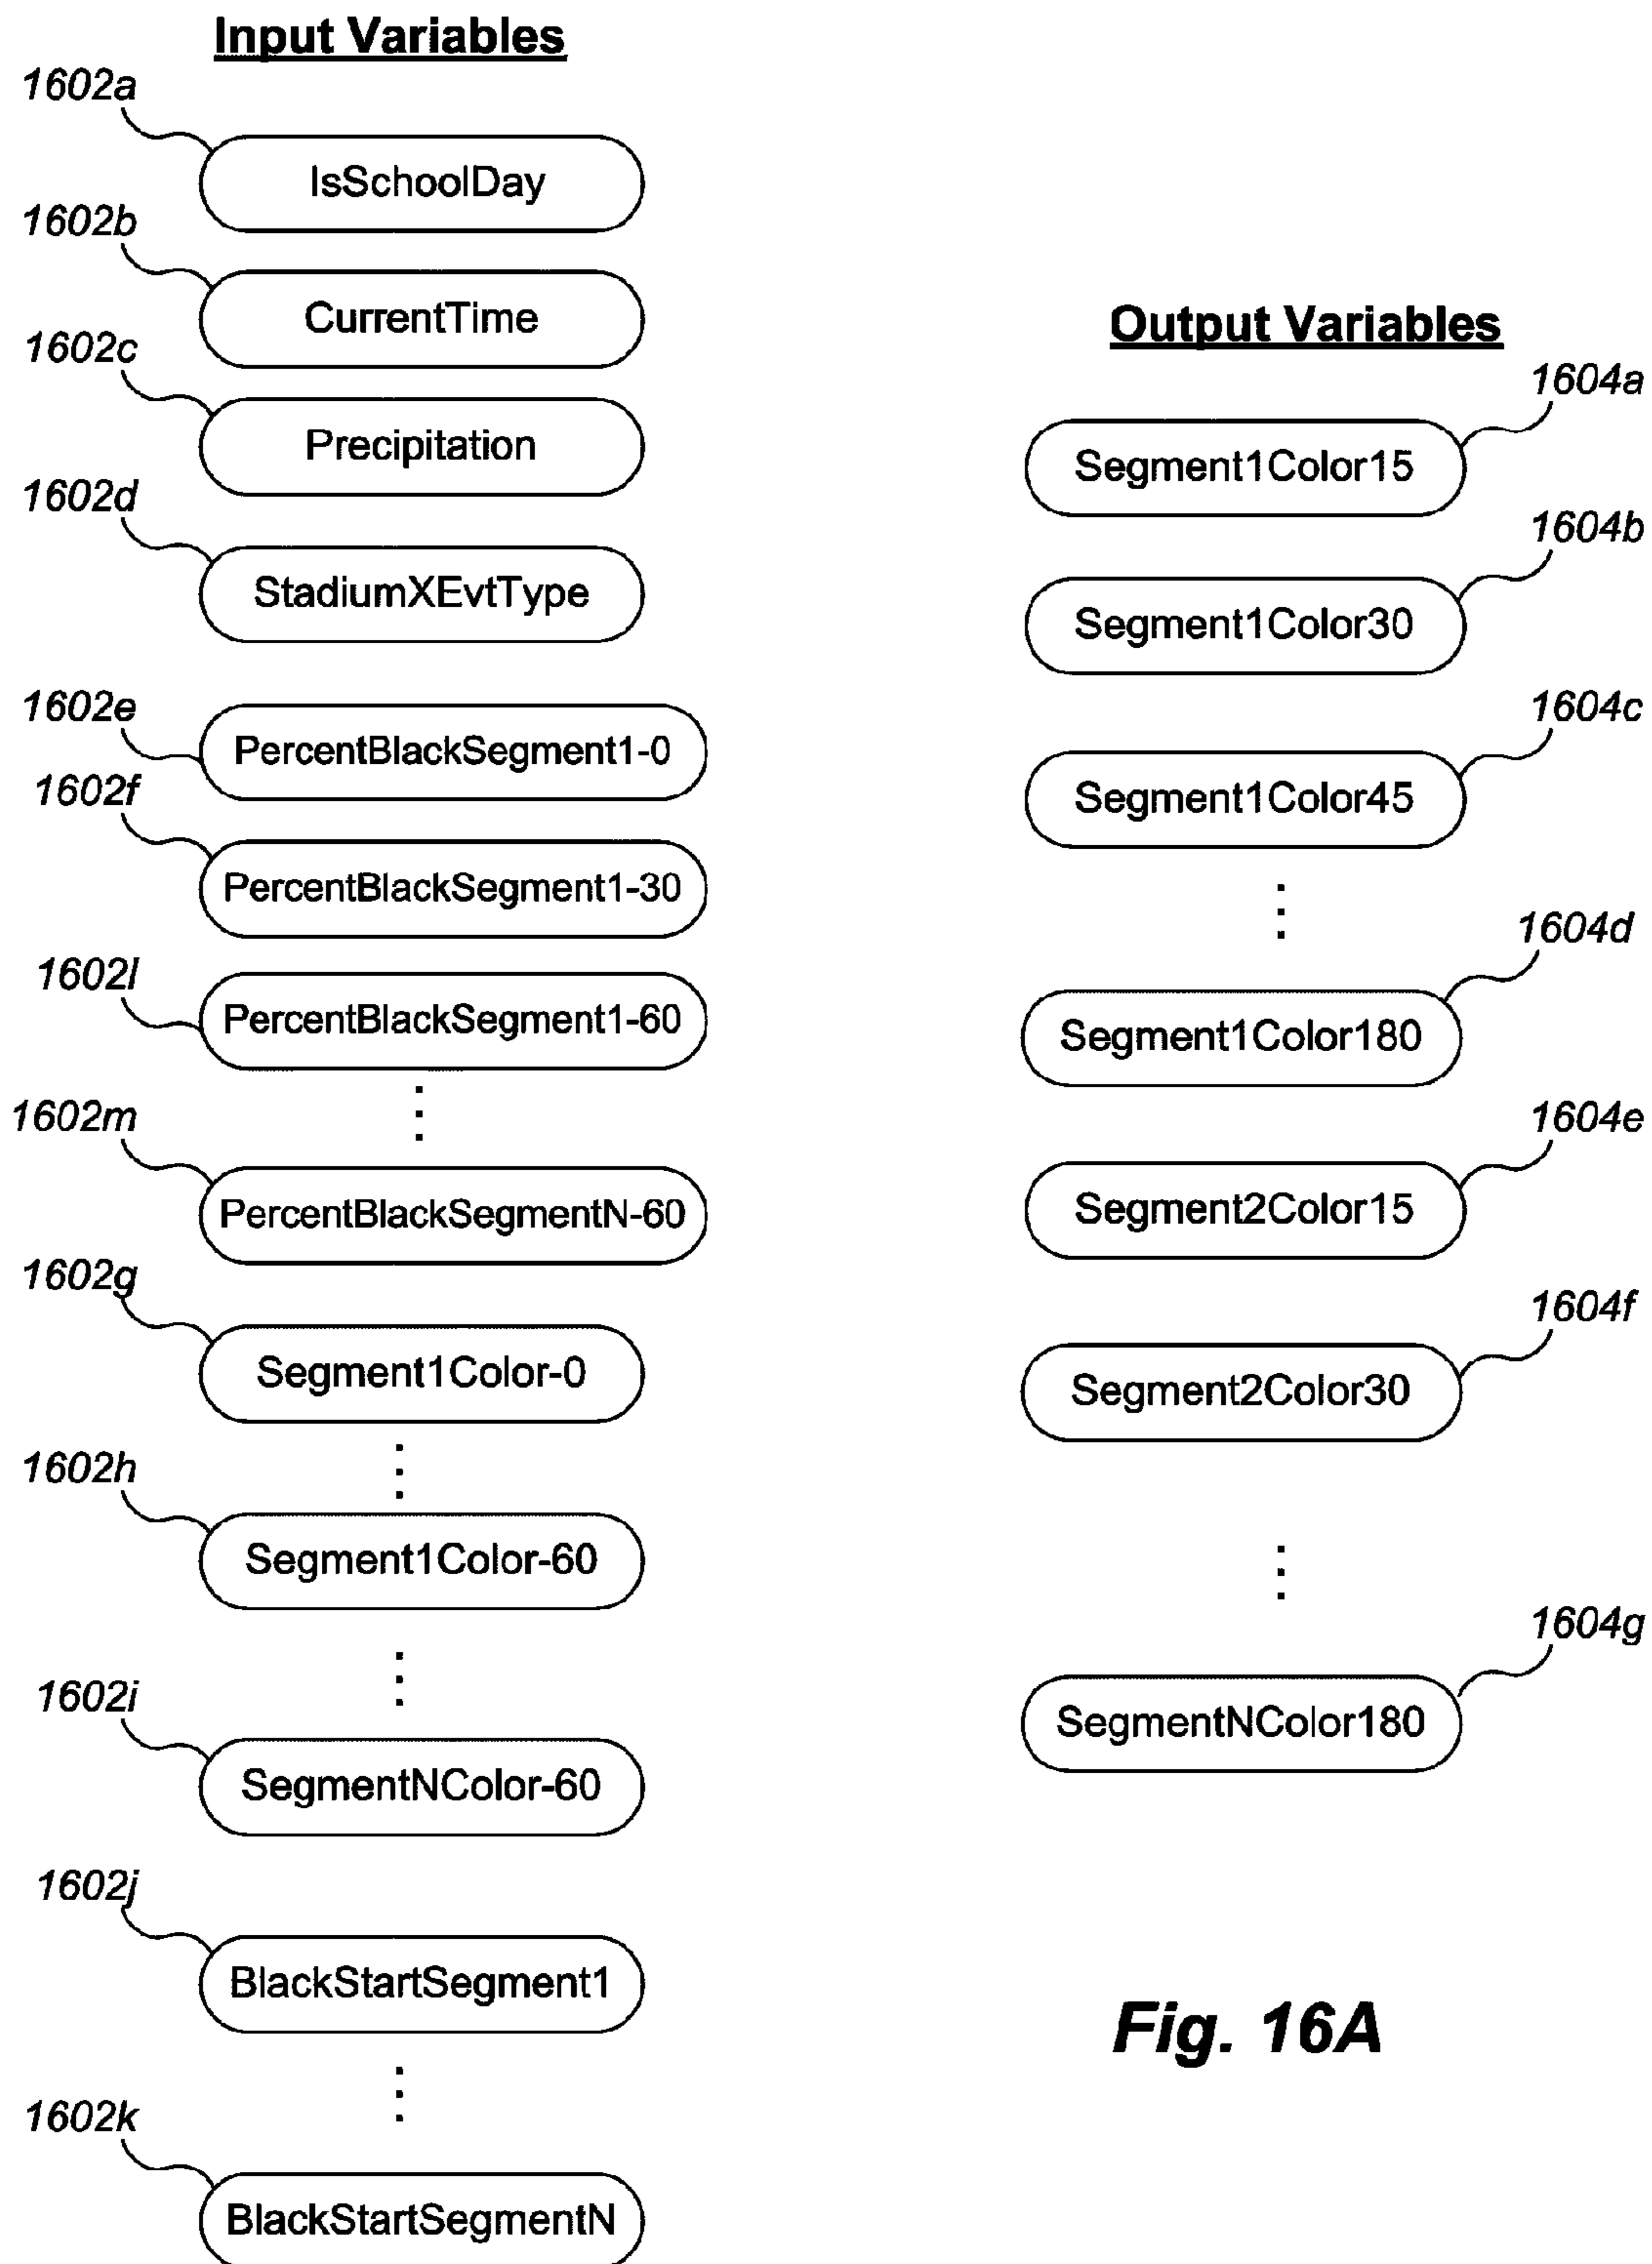 Input Variables
1602a
IsSchoolDay
1602b
CurrentTime
1602c
Precipitation
1602d
StadiumXEvtType
1602e
PercentBlackSegment1-0
1602f
PercentBlackSegment1-30
1602l
PercentBlackSegment1-60
1602m
PercentBlackSegmentN-60
1602g
Segment1Color-0
1602h
Segment1Color-60
1602i
SegmentNColor-60
1602j
BlackStartSegment1
1602k
BlackStartSegmentN
Output Variables
1604a
Segment1Color15
1604b
Segment1Color30
1604c
Segment1Color45
1604d
Segment1Color180
1604e
Segment2Color15
1604f
Segment2Color30
1604g
SegmentNColor180
Fig. 16A